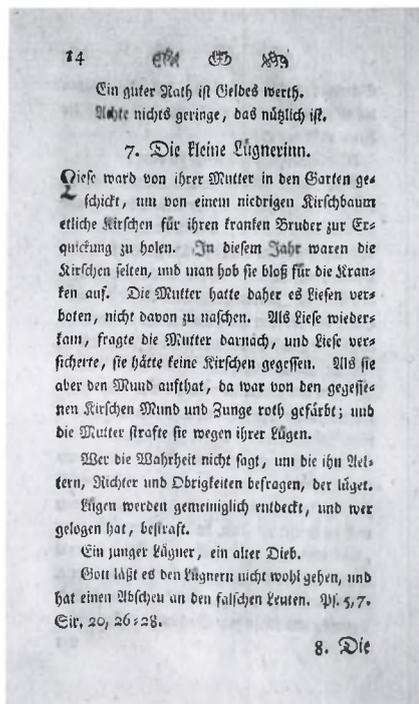 14
Ein guter Rath ist Geldes werth.
Achte nichts geringe, das nützlich ist.
7. Die kleine Lügnerinn.
Liese ward von ihrer Mutter in den Garten ge⸗
schickt, um von einem niedrigen Kirschbaum
etliche Kirschen für ihren kranken Bruder zur Er⸗
quickung zu holen. In diesem Jahr waren die
Kirschen selten, und man hob sie bloß für die Kran⸗
ken auf. Die Mutter hatte daher es Liesen ver⸗
boten, nicht davon zu naschen. Als Liese wieder⸗
kam, fragte die Mutter darnach, und Liese ver⸗
sicherte, sie hätte keine Kirschen gegessen. Als sie
aber den Mund aufthat, da war von den gegesse⸗
nen Kirschen Mund und Zunge roth gefärbt; und
die Mutter strafte sie wegen ihrer Lügen.
Wer die Wahrheit nicht sagt, um die ihn Ael⸗
tern, Richter und Obrigkeiten befragen, der lüget.
Lügen werden gemeiniglich entdeckt, und wer
gelogen hat, bestraft.
Ein junger Lügner, ein alter Dieb.
Gott läßt es den Lügnern nicht wohl gehen, und
hat einen Abscheu an den falschen Leuten. Ps. 5, 7.
Sir. 20, 26⸗28.
8. Die